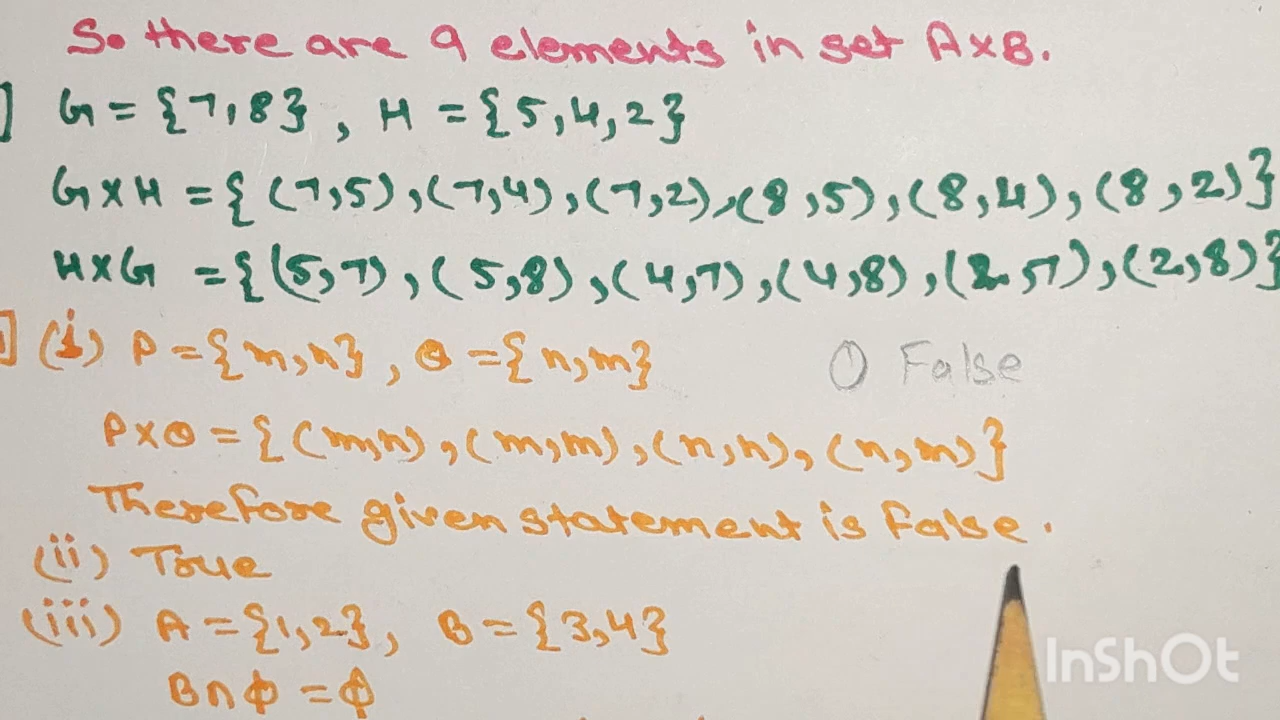 So there are 9 elements in set A×B.
] G = {7,8}, H = {5,4,2}
G×H = { (7,5),(7,4),(7,2),(8,5),(8,4),(8,2)}
H×G = {(5,7),(5,8),(4,7),(4,8),(2,7),(2,8)}
] (i) P = {m,n}, Q = {n,m}
① False
P×Q = {(m,n),(m,m),(n,n),(n,m)}
Therefore given statement is False.
(ii) True
(iii) A = {1,2}, B = {3,4}
B∩ϕ = ϕ
InShOt